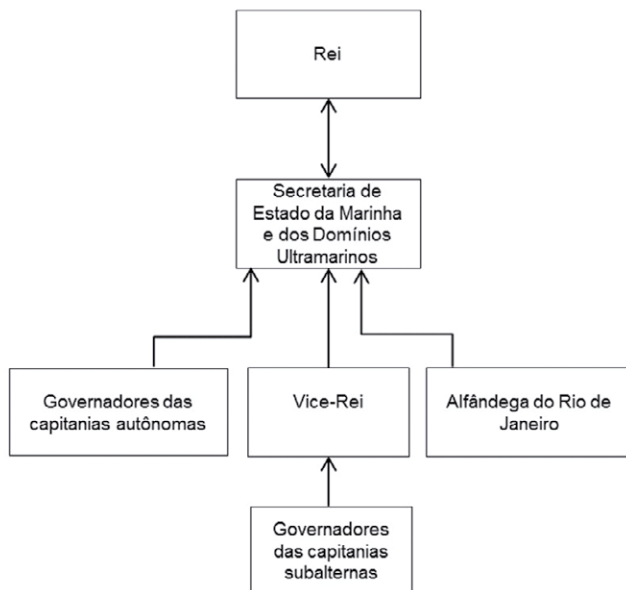 Rei
Secretaria de
Estado da Marinha
e dos Domínios
Ultramarinos
Governadores das
capitanias autônomas
Vice-Rei
Alfândega do Rio de
Janeiro
Governadores
das capitanias
subalternas